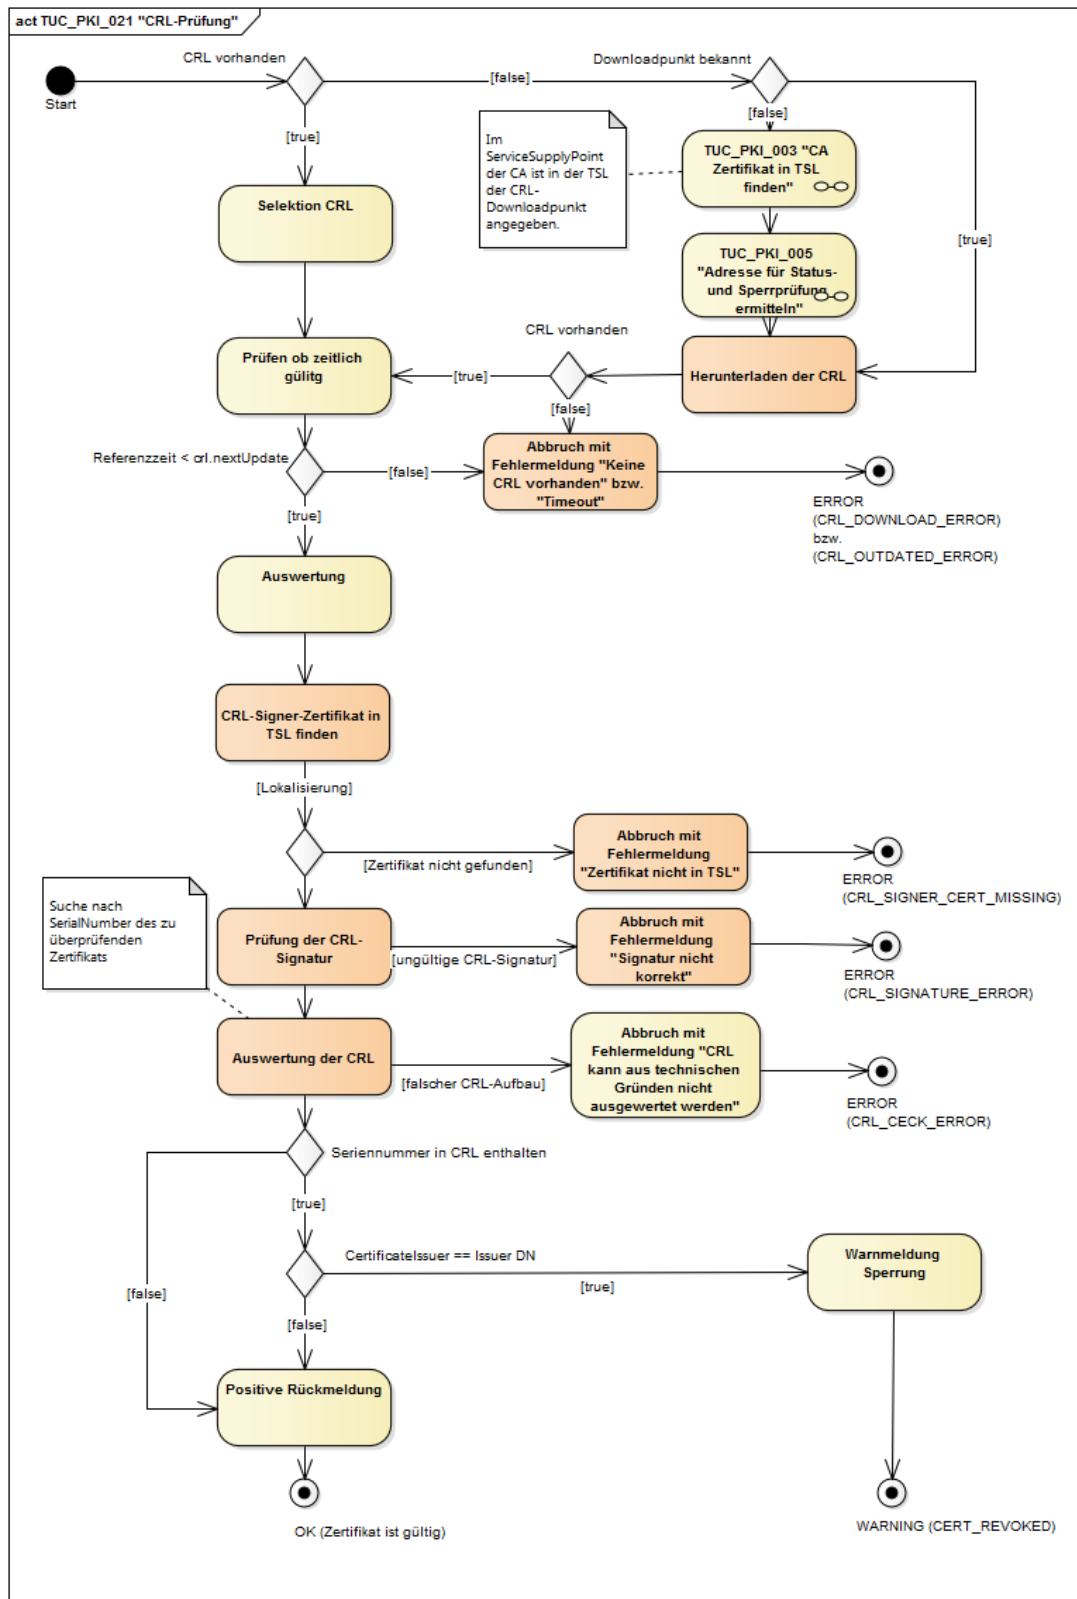 act TUC_PKI_021 "CRL-Prüfung"
CRL vorhanden
Downloadpunkt bekannt
[false]
Start
[false]
[true]
Im
ServiceSupplyPoint
der CA ist in der TSL
der CRL-
Downloadpunkt
angegeben.
TUC_PKI_003 "CA
Zertifikat in TSL
finden"
Selektion CRL
[true]
TUC_PKI_005
"Adresse für Status-
und Sperrprüfung
ermitteln"
CRL vorhanden
Prüfen ob zeitlich
gülitg
[true]
Herunterladen der CRL
[false]
Referenzzeit < crl.nextUpdate
[false]
Abbruch mit
Fehlermeldung "Keine
CRL vorhanden" bzw.
"Timeout"
[true]
ERROR
(CRL_DOWNLOAD_ERROR)
bzw.
(CRL_OUTDATED_ERROR)
Auswertung
CRL-Signer-Zertifikat in
TSL finden
[Lokalisierung]
[Zertifikat nicht gefunden]
Abbruch mit
Fehlermeldung
"Zertifikat nicht in TSL"
ERROR
(CRL_SIGNER_CERT_MISSING)
Suche nach
SerialNumber des zu
überprüfenden
Zertifikats
Prüfung der CRL-
Signatur
[ungültige CRL-Signatur]
Abbruch mit
Fehlermeldung
"Signatur nicht
korrekt"
ERROR
(CRL_SIGNATURE_ERROR)
Auswertung der CRL
[falscher CRL-Aufbau]
Abbruch mit
Fehlermeldung "CRL
kann aus technischen
Gründen nicht
ausgewertet werden"
ERROR
(CRL_CECK_ERROR)
Seriennummer in CRL enthalten
[true]
CertificateIssuer == Issuer DN
[true]
Warnmeldung
Sperrung
[false]
[false]
Positive Rückmeldung
OK (Zertifikat ist gültig)
WARNING (CERT_REVOKED)